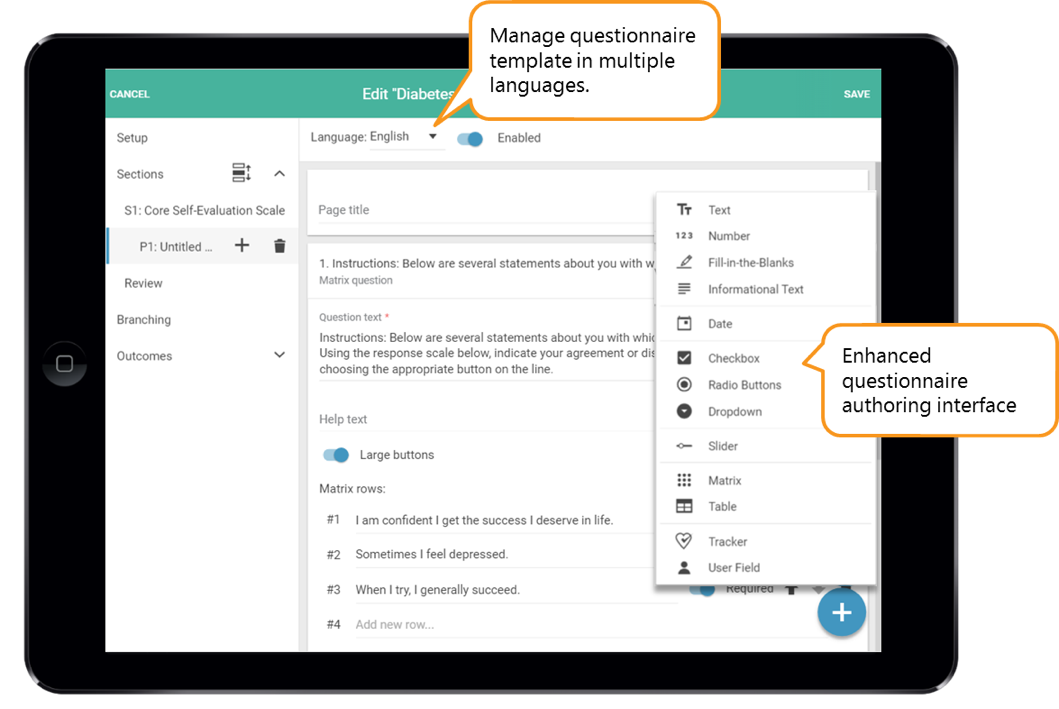 Manage questionnaire
template in multiple
languages.
CANCEL
Edit "Diabetes
SAVE
Setup
Sections
S1: Core Self-Evaluation Scale
P1: Untitled ...
Review
Branching
Outcomes
Language: English
Enabled
Page title
1. Instructions: Below are several statements about you with w
Matrix question
Question text *
Instructions: Below are several statements about you with whic
Using the response scale below, indicate your agreement or dis
choosing the appropriate button on the line.
Help text
Large buttons
Matrix rows:
#1 I am confident I get the success I deserve in life.
#2 Sometimes I feel depressed.
#3 When I try, I generally succeed.
#4 Add new row...
Required
Tт Text
123 Number
Fill-in-the-Blanks
Informational Text
Date
Checkbox
Radio Buttons
Dropdown
Slider
Matrix
Table
Tracker
User Field
Enhanced
questionnaire
authoring interface